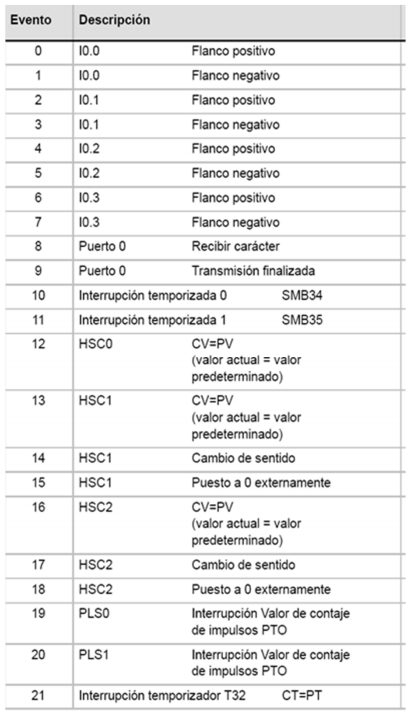 Evento Descripción
0 I0.0 Flanco positivo
1 I0.0 Flanco negativo
2 I0.1 Flanco positivo
3 I0.1 Flanco negativo
4 I0.2 Flanco positivo
5 I0.2 Flanco negativo
6 I0.3 Flanco positivo
7 I0.3 Flanco negativo
8 Puerto 0 Recibir carácter
9 Puerto 0 Transmisión finalizada
10 Interrupción temporizada 0 SMB34
11 Interrupción temporizada 1 SMB35
12 HSC0 CV=PV
(valor actual = valor
predeterminado)
13 HSC1 CV=PV
(valor actual = valor
predeterminado)
14 HSC1 Cambio de sentido
15 HSC1 Puesto a 0 externamente
16 HSC2 CV=PV
(valor actual = valor
predeterminado)
17 HSC2 Cambio de sentido
18 HSC2 Puesto a 0 externamente
19 PLS0 Interrupción Valor de contaje
de impulsos PTO
20 PLS1 Interrupción Valor de contaje
de impulsos PTO
21 Interrupción temporizador T32 CT=PT